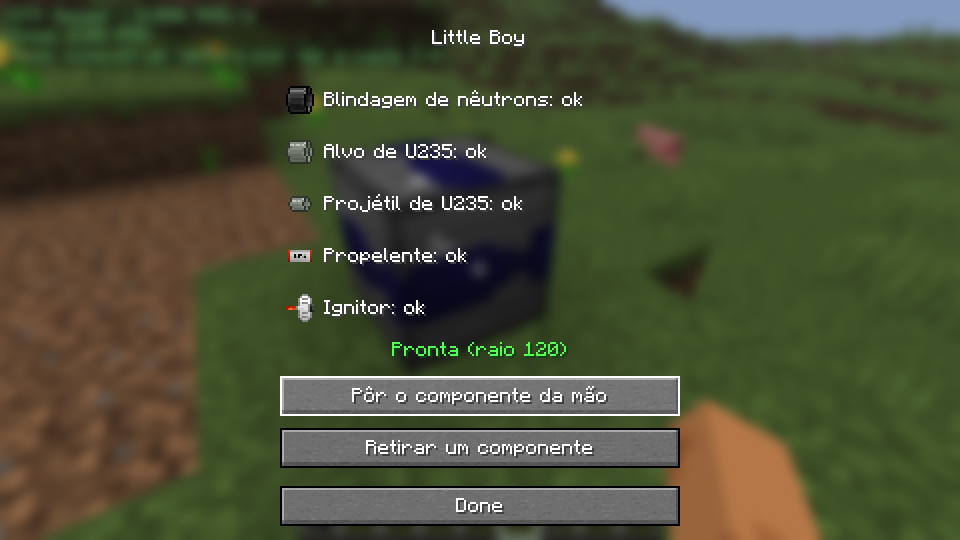 Little Boy
Blindagem de nêutrons: ok
Alvo de U235: ok
Projétil de U235: ok
Propelente: ok
Ignitor: ok
Pronta (raio 120)
Pôr o componente da mão
Retirar um componente
Done